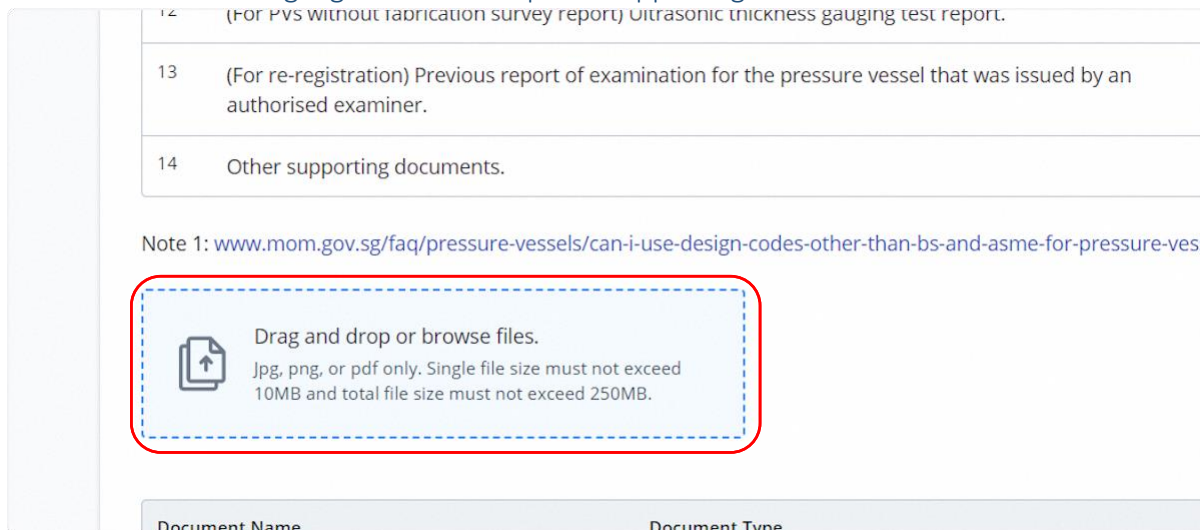 12 (For PVs without fabrication survey report) Ultrasonic thickness gauging test report.
13 (For re-registration) Previous report of examination for the pressure vessel that was issued by an
authorised examiner.
14 Other supporting documents.
Note 1: www.mom.gov.sg/faq/pressure-vessels/can-i-use-design-codes-other-than-bs-and-asme-for-pressure-ves
Drag and drop or browse files.
Jpg, png, or pdf only. Single file size must not exceed
10MB and total file size must not exceed 250MB.
Document Name Document Type